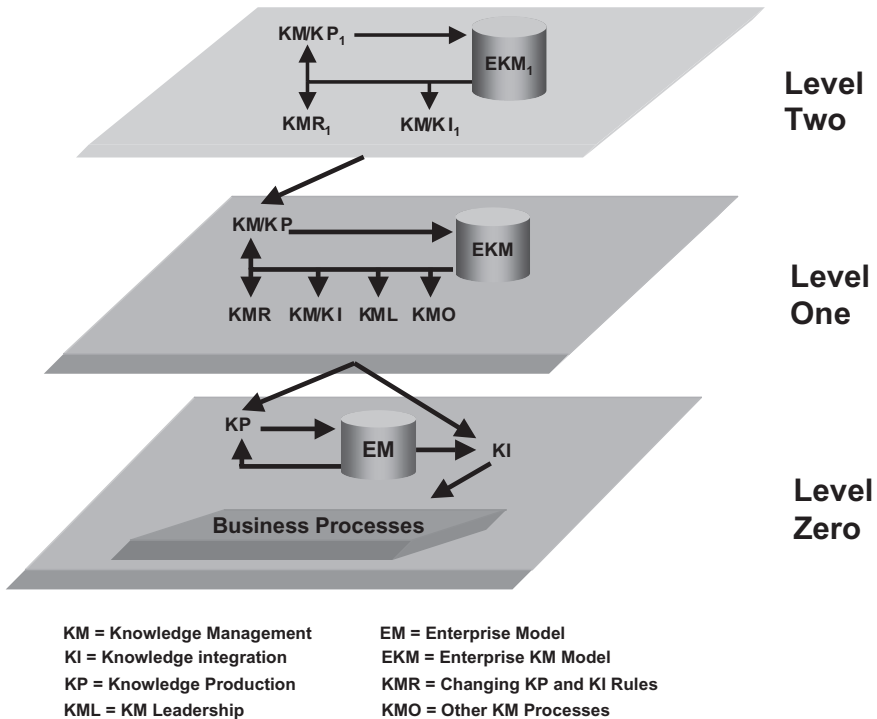 KM/KP1
EKM1
KMR1 KM/KI1
Level
Two
KM/KP
EKM
KMR KM/KI KML KMO
Level
One
KP
EM
KI
Business Processes
Level
Zero
KM = Knowledge Management
EM = Enterprise Model
KI = Knowledge integration
EKM = Enterprise KM Model
KP = Knowledge Production
KMR = Changing KP and KI Rules
KML = KM Leadership
KMO = Other KM Processes